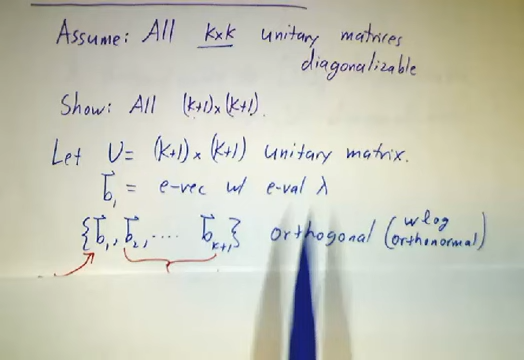 Assume: All k×k unitary matrices
diagonalizable
Show: All (k+1)×(k+1).
Let U = (k+1)×(k+1) unitary matrix.
b⃗₁ = e-vec w/ e-val λ
{b⃗₁, b⃗₂, .... b⃗ₖ₊₁} orthogonal (wlog
orthonormal)